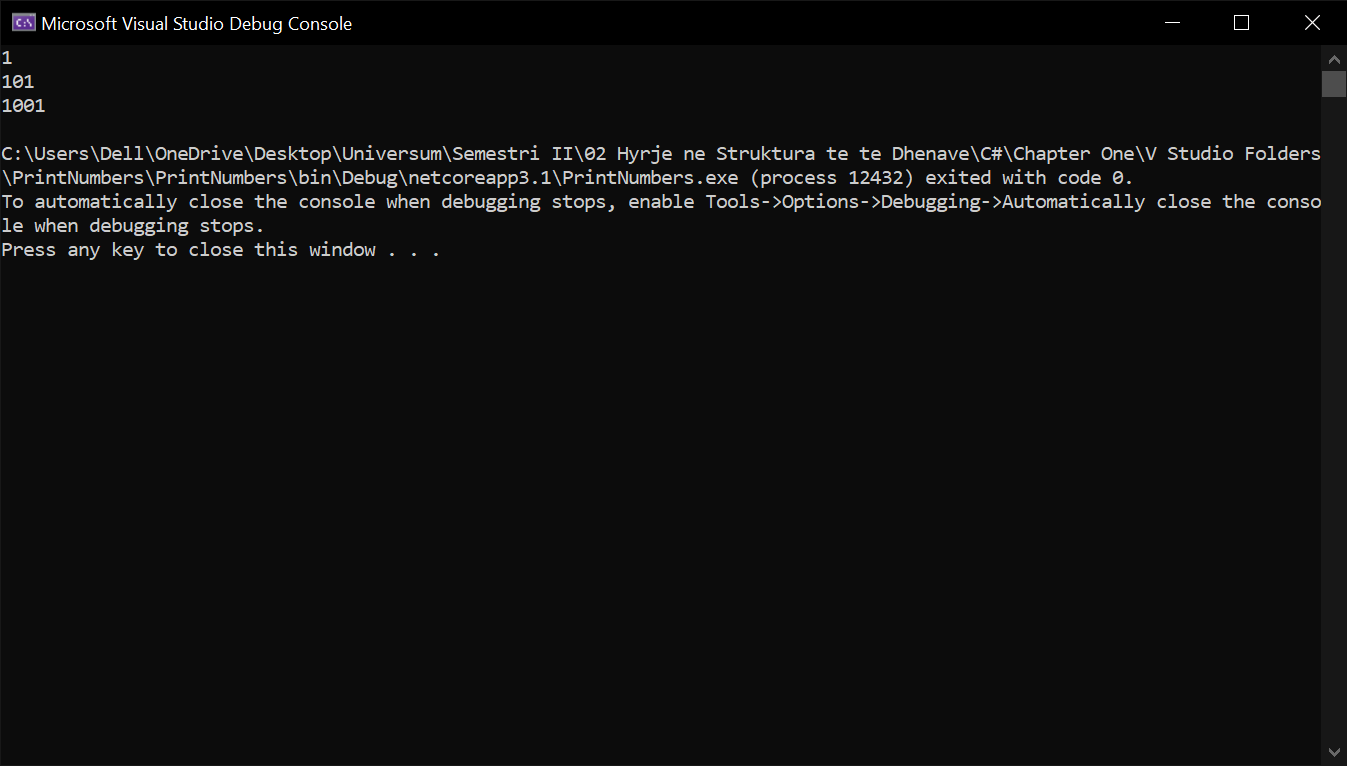 Microsoft Visual Studio Debug Console
1
101
1001
C:\Users\Dell\OneDrive\Desktop\Universum\Semestri II\02 Hyrje ne Struktura te te Dhenave\C#\Chapter One\V Studio Folders
\PrintNumbers\PrintNumbers\bin\Debug\netcoreapp3.1\PrintNumbers.exe (process 12432) exited with code 0.
To automatically close the console when debugging stops, enable Tools->Options->Debugging->Automatically close the conso
le when debugging stops.
Press any key to close this window . . .